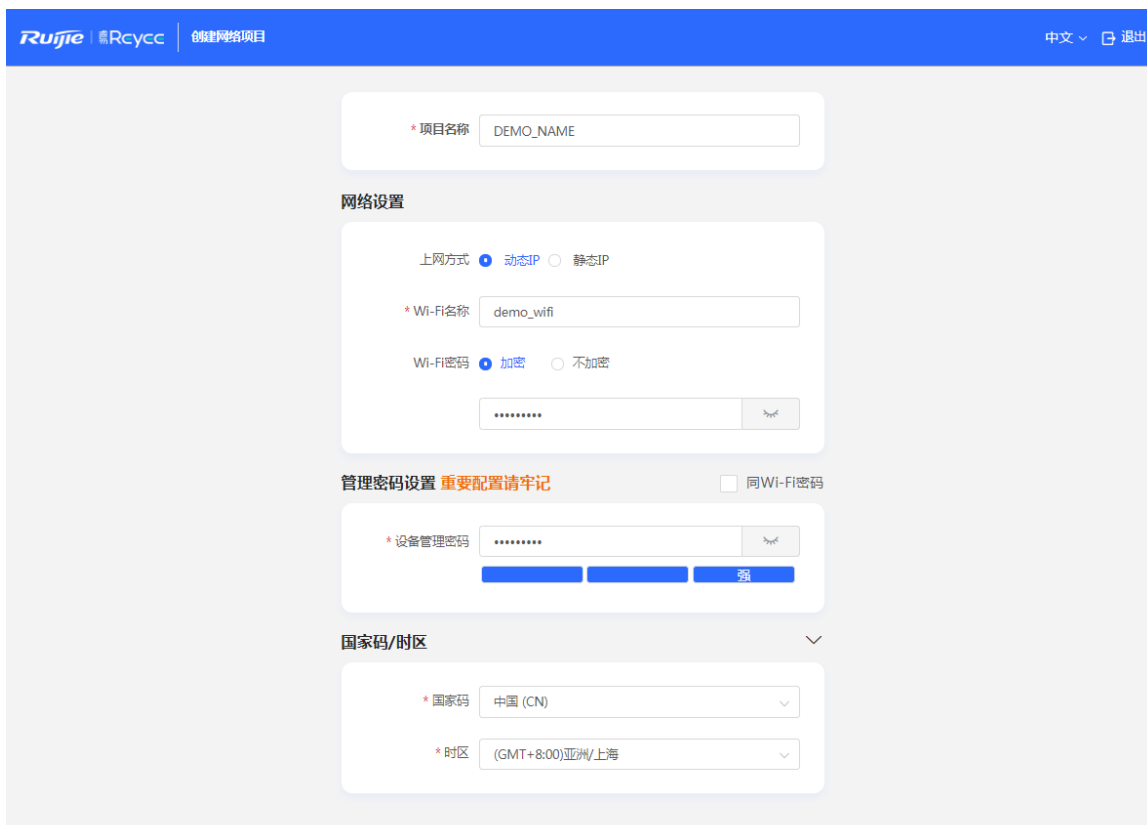 Ruijie | 睿易 Reyee | 创建网络项目 中文 退出
* 项目名称 DEMO_NAME
网络设置
上网方式 动态IP 静态IP
* Wi-Fi名称 demo_wifi
Wi-Fi密码 加密 不加密
•••••••••
管理密码设置 重要配置请牢记 同Wi-Fi密码
* 设备管理密码 •••••••••
强
国家码/时区
* 国家码 中国 (CN)
* 时区 (GMT+8:00)亚洲/上海